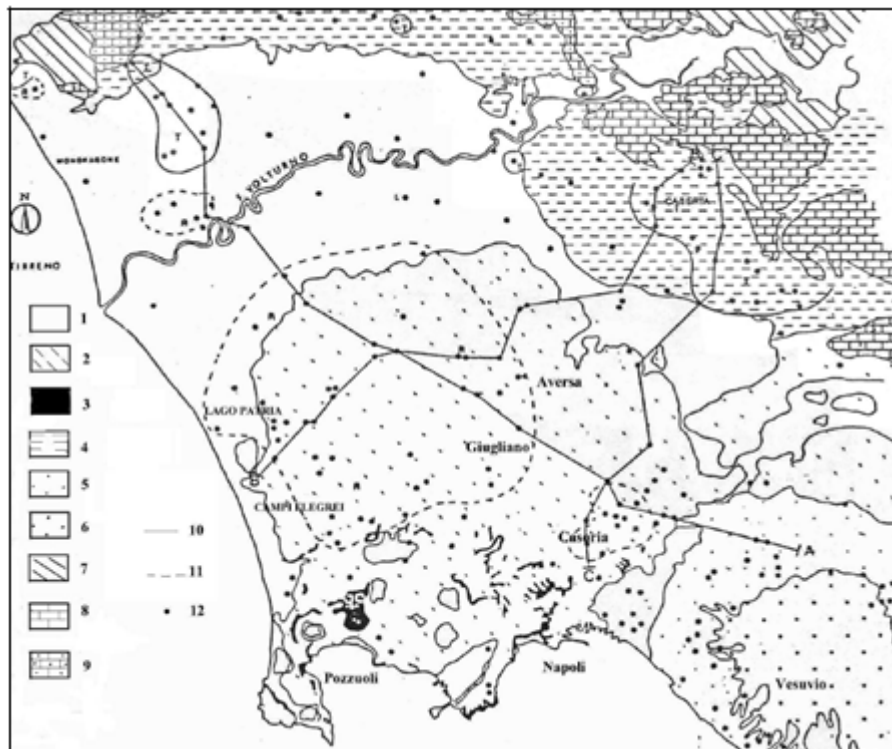 MONDRAGONE
F. VOLTURNO
CASERTA
N
TIRRENO
1
2
3
4
5
6
7
8
9
10
11
12
LAGO PATRIA
Aversa
Giugliano
CAMPI FLEGREI
Casoria
A
B
C
Pozzuoli
Napoli
Vesuvio
T
T
T
R
L
R
R